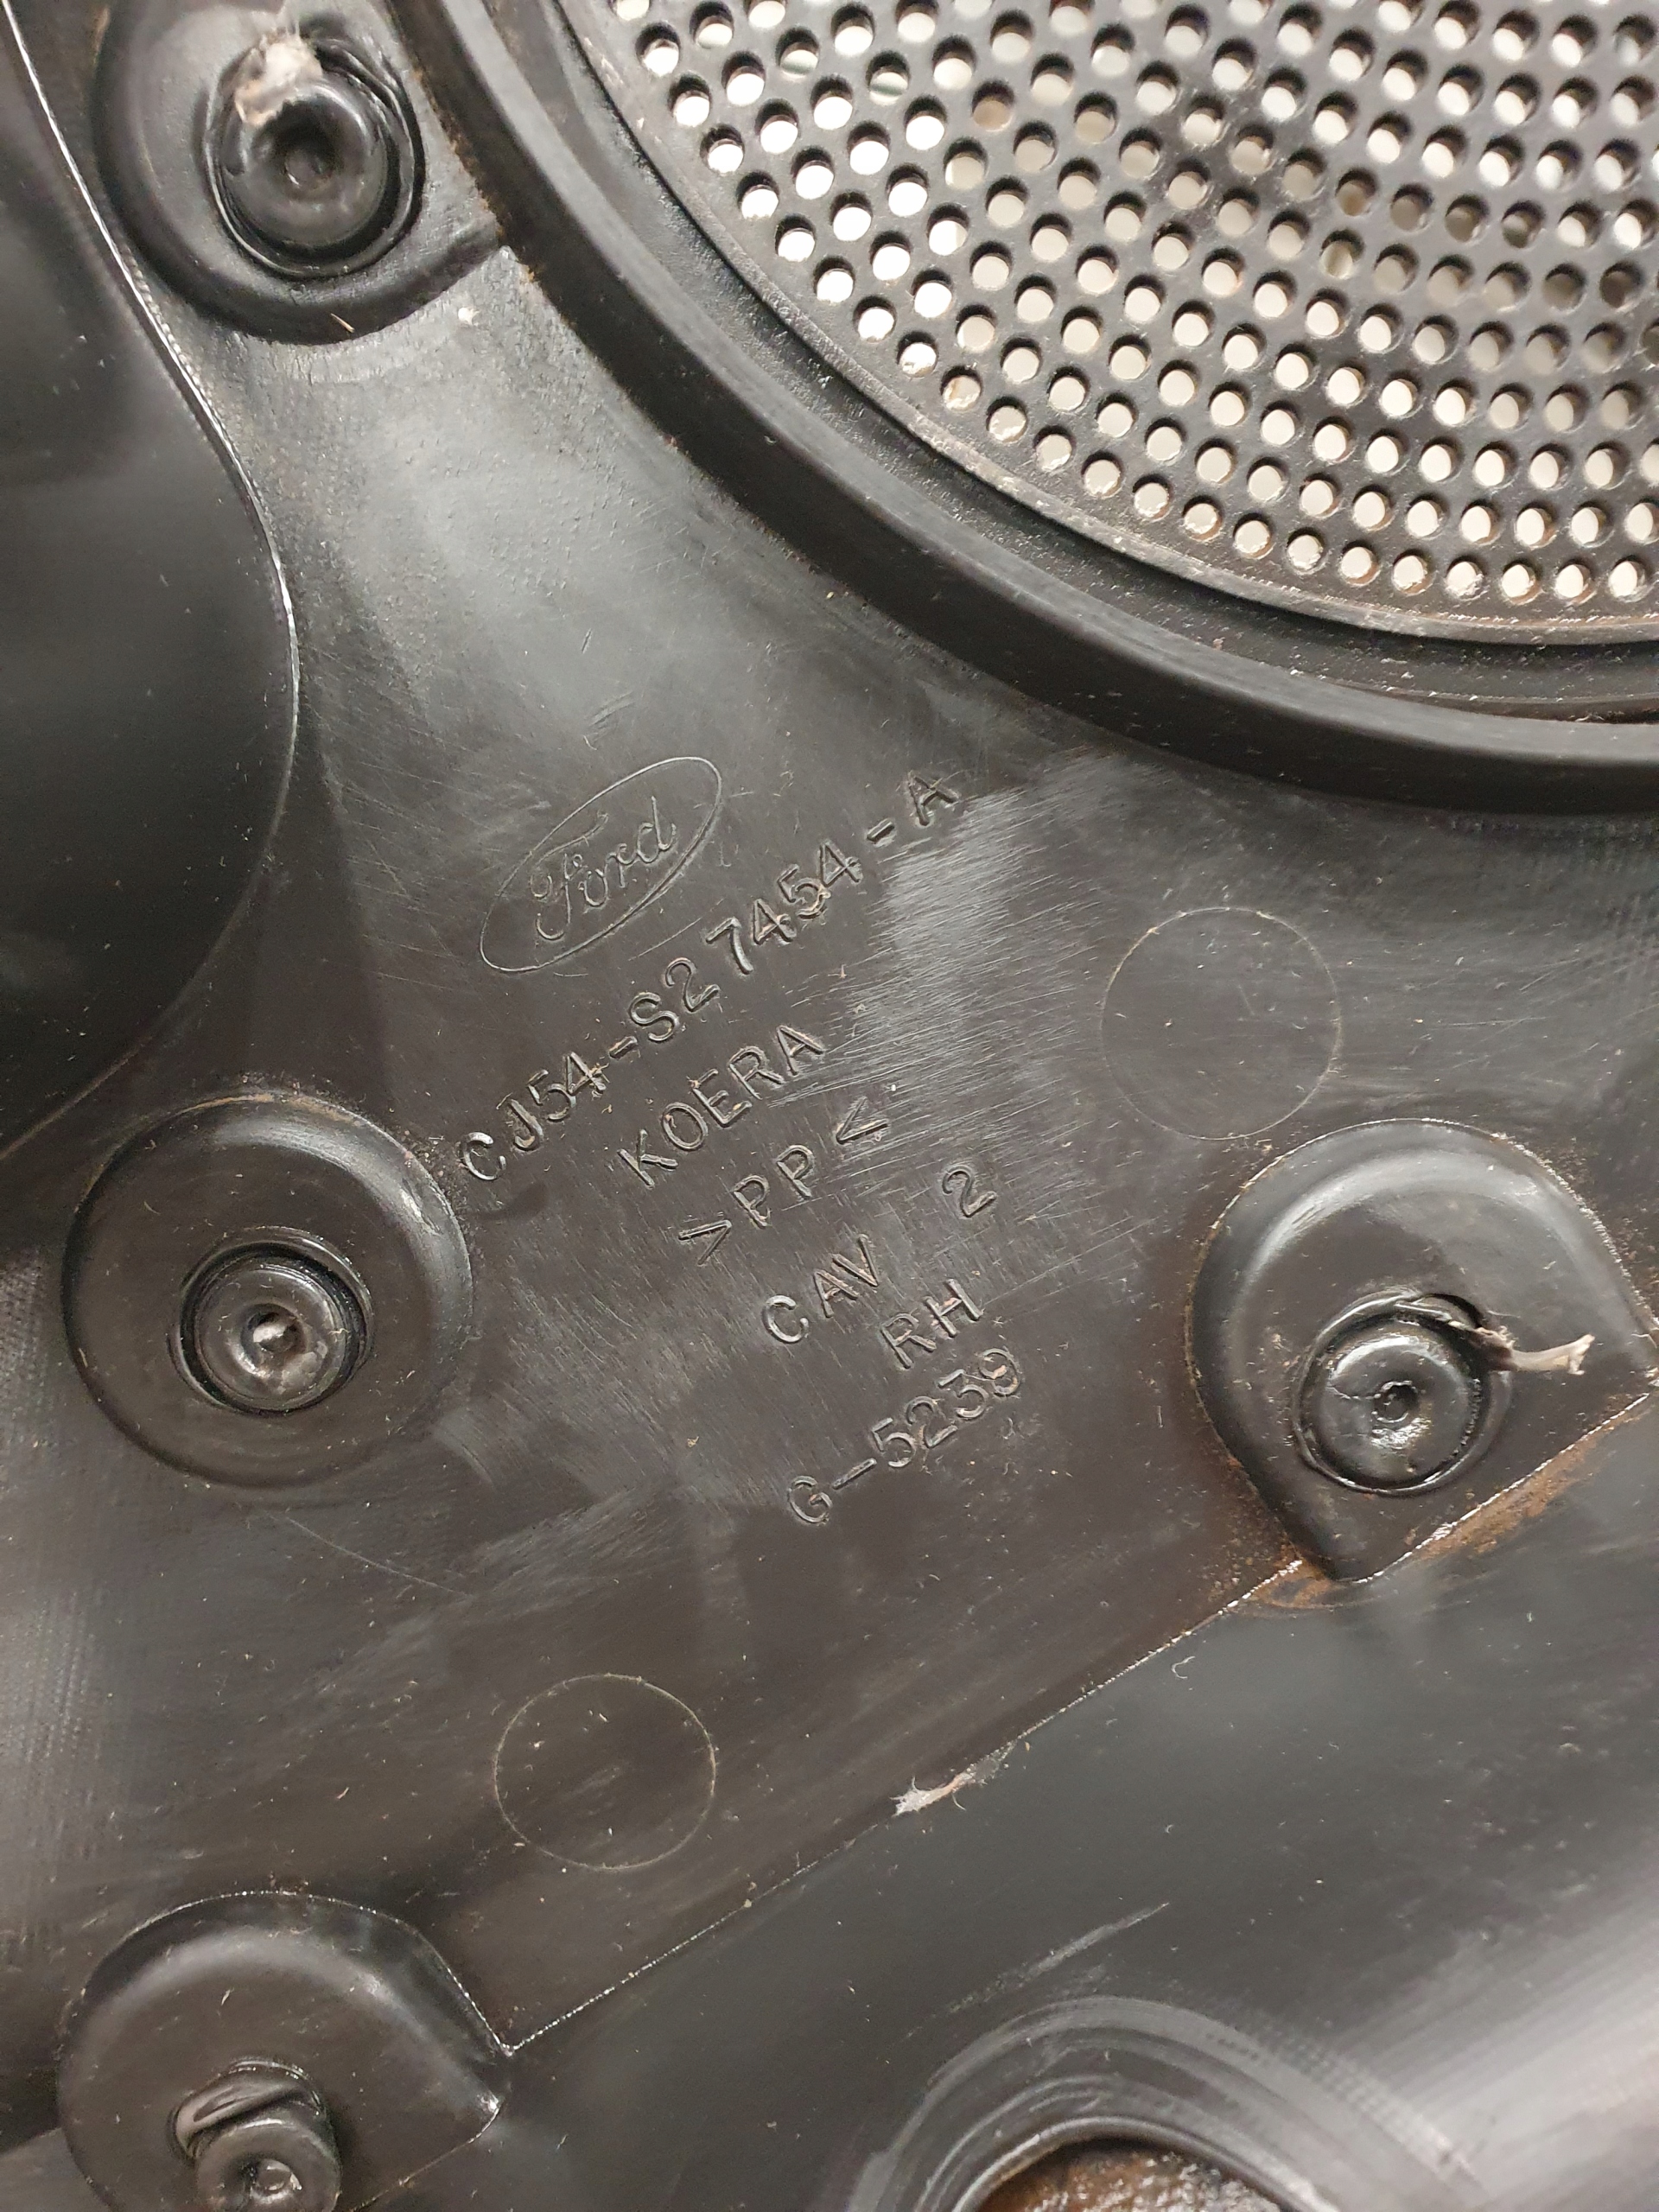 Ford
CJ54-S27454-A
KOERA
>PP<
CAV 2
RH
G-5239